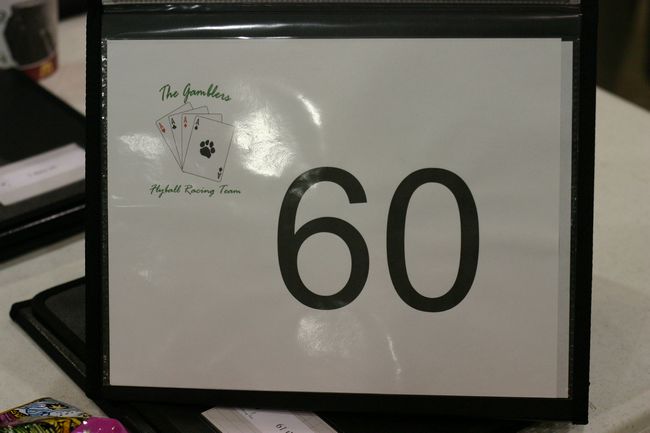 The Gamblers
A A A A
Flyball Racing Team
60